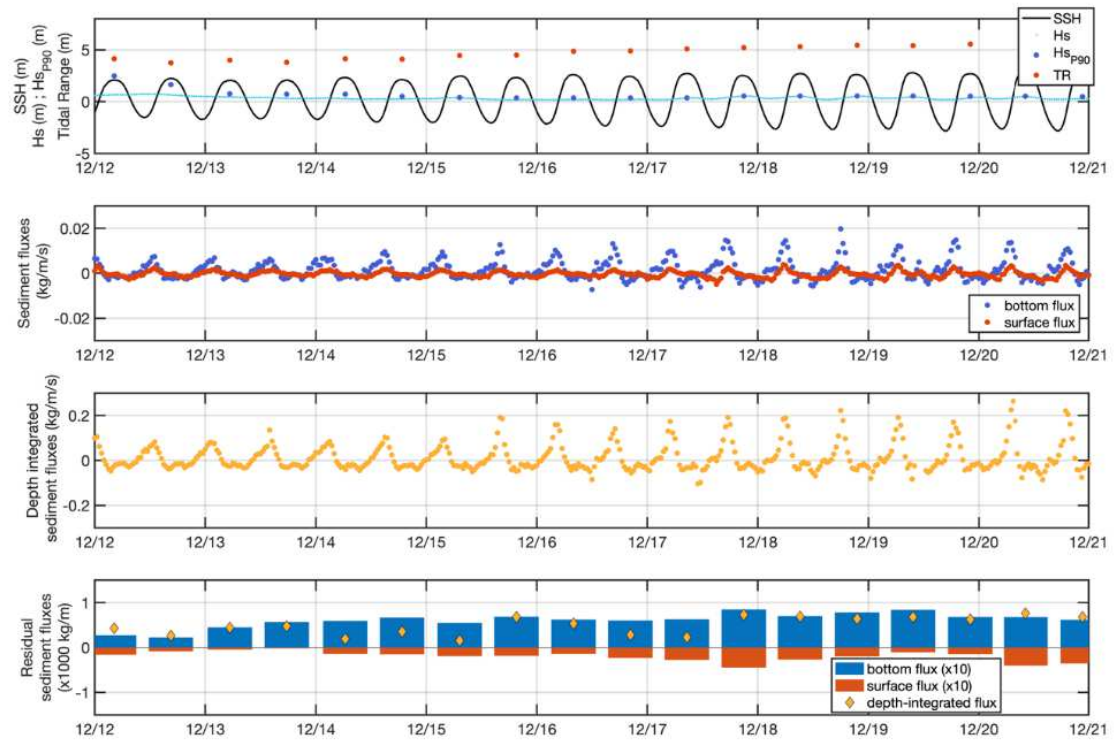 SSH (m)
Hs (m) ; Hs_P90 (m)
Tidal Range (m)
5
0
-5
12/12 12/13 12/14 12/15 12/16 12/17 12/18 12/19 12/20 12/21
SSH
Hs
Hs_P90
TR
Sediment fluxes
(kg/m/s)
0.02
0
-0.02
12/12 12/13 12/14 12/15 12/16 12/17 12/18 12/19 12/20 12/21
bottom flux
surface flux
Depth integrated
sediment fluxes (kg/m/s)
0.2
0
-0.2
12/12 12/13 12/14 12/15 12/16 12/17 12/18 12/19 12/20 12/21
Residual
sediment fluxes
(x1000 kg/m)
1
0
-1
12/12 12/13 12/14 12/15 12/16 12/17 12/18 12/19 12/20 12/21
bottom flux (x10)
surface flux (x10)
depth-integrated flux